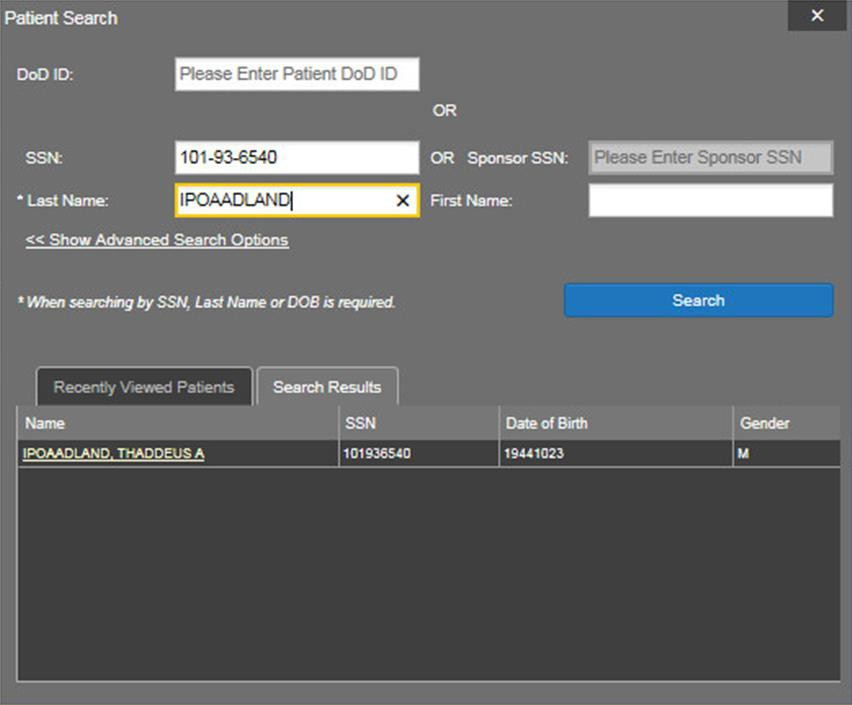 Patient Search
DoD ID: Please Enter Patient DoD ID
OR
SSN: 101-93-6540 OR Sponsor SSN: Please Enter Sponsor SSN
* Last Name: IPOAADLAND First Name:
<< Show Advanced Search Options
* When searching by SSN, Last Name or DOB is required. Search
Recently Viewed Patients Search Results
Name SSN Date of Birth Gender
IPOAADLAND, THADDEUS A 101936540 19441023 M